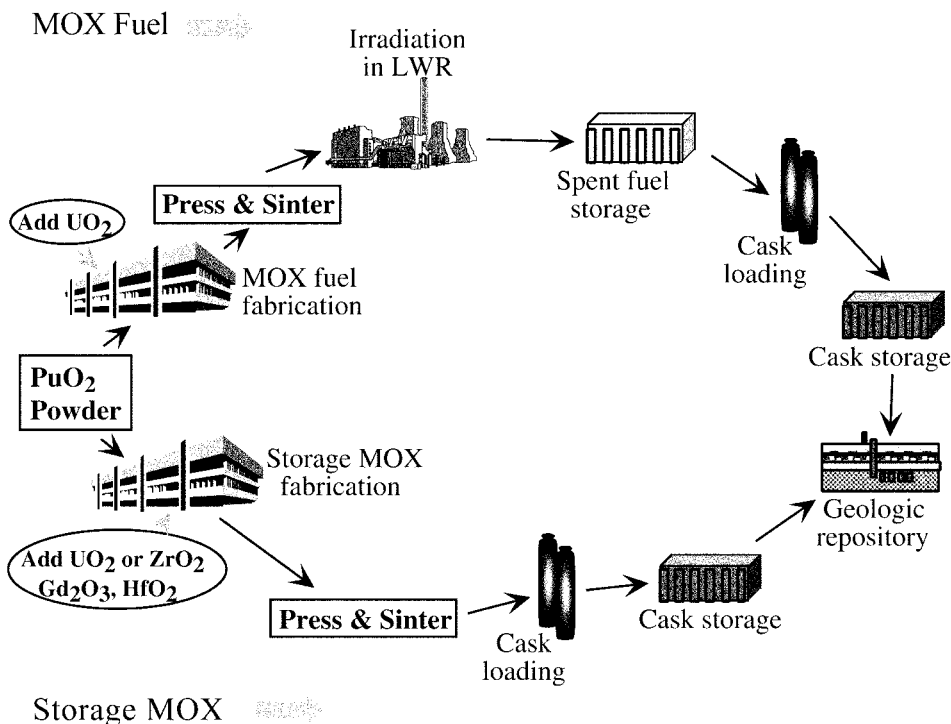 MOX Fuel
Irradiation
in LWR
Spent fuel
storage
Press & Sinter
Add UO2
Cask
loading
MOX fuel
fabrication
Cask storage
PuO2
Powder
Storage MOX
fabrication
Geologic
repository
Add UO2 or ZrO2
Gd2O3, HfO2
Press & Sinter
Cask
loading
Cask storage
Storage MOX